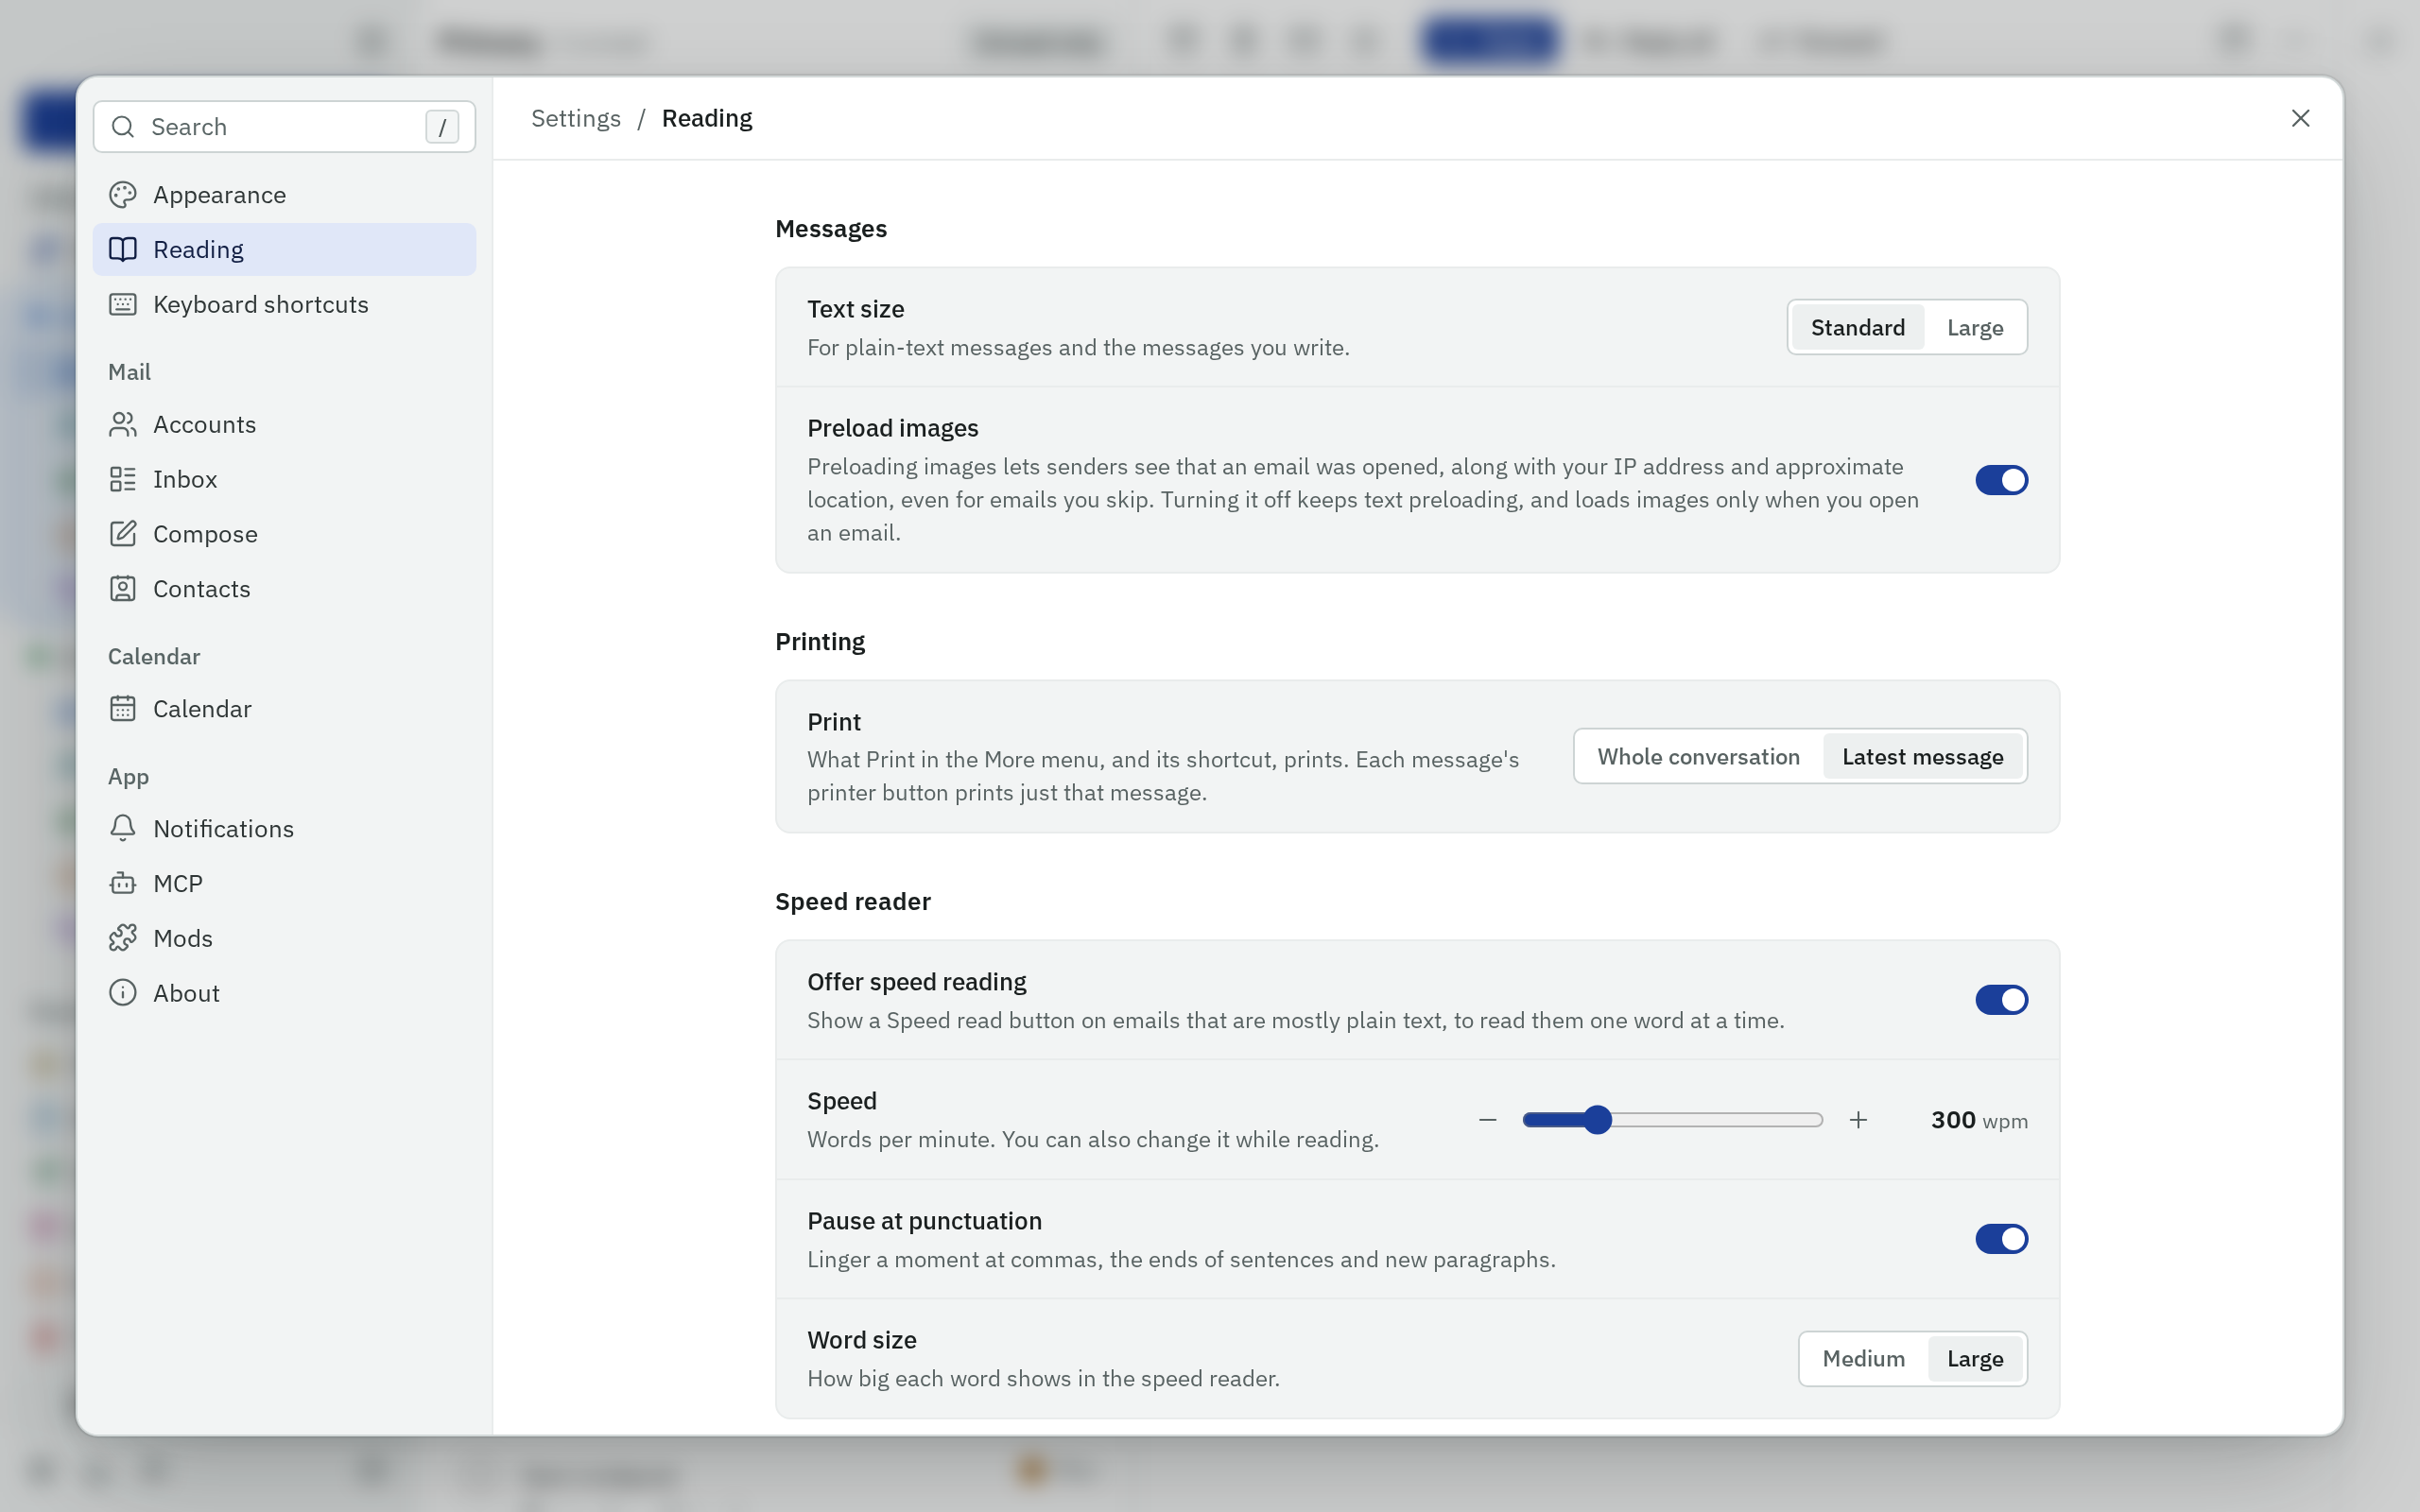 Search
/
Appearance
Reading
Keyboard shortcuts
Mail
Accounts
Inbox
Compose
Contacts
Calendar
Calendar
App
Notifications
MCP
Mods
About
Settings / Reading
Messages
Text size
For plain-text messages and the messages you write.
Standard
Large
Preload images
Preloading images lets senders see that an email was opened, along with your IP address and approximate
location, even for emails you skip. Turning it off keeps text preloading, and loads images only when you open
an email.
Printing
Print
What Print in the More menu, and its shortcut, prints. Each message's
printer button prints just that message.
Whole conversation
Latest message
Speed reader
Offer speed reading
Show a Speed read button on emails that are mostly plain text, to read them one word at a time.
Speed
Words per minute. You can also change it while reading.
300 wpm
Pause at punctuation
Linger a moment at commas, the ends of sentences and new paragraphs.
Word size
How big each word shows in the speed reader.
Medium
Large